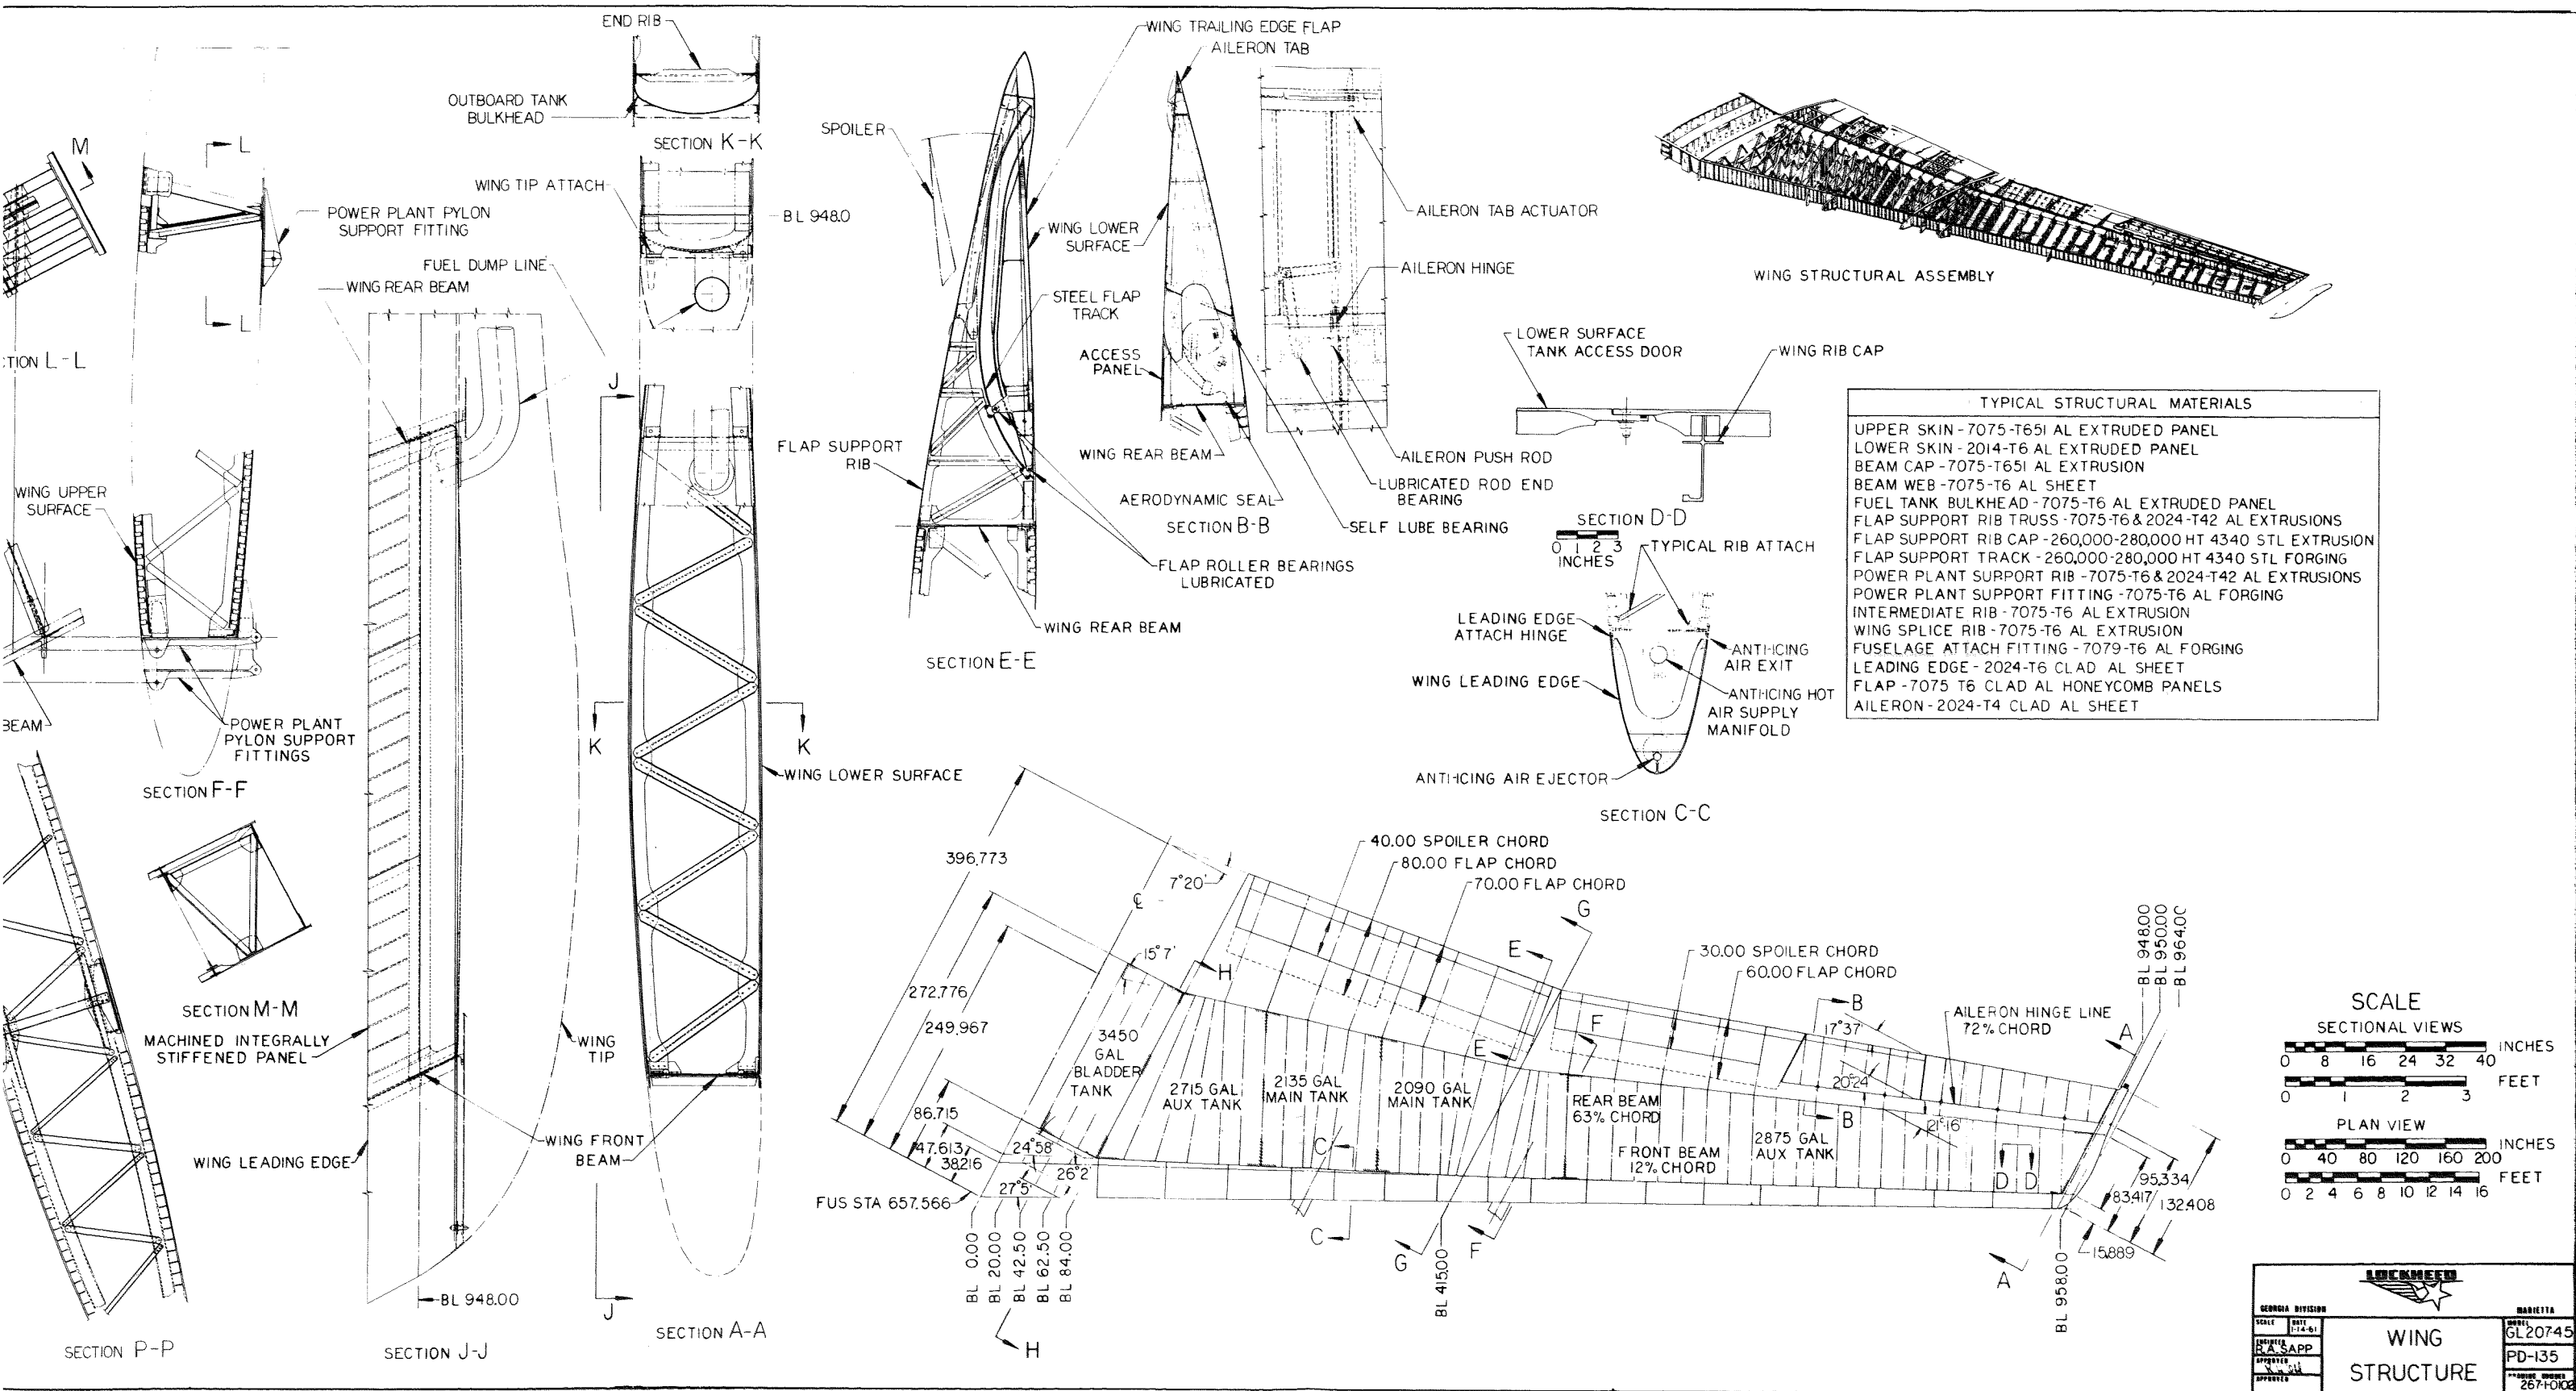 END RIB
OUTBOARD TANK
BULKHEAD
SECTION K-K
WING TIP ATTACH
BL 948.0
M
L
L
POWER PLANT PYLON
SUPPORT FITTING
FUEL DUMP LINE
WING REAR BEAM
CTION L-L
J
WING UPPER
SURFACE
BEAM
POWER PLANT
PYLON SUPPORT
FITTINGS
SECTION F-F
K
K
WING LOWER SURFACE
SECTION M-M
MACHINED INTEGRALLY
STIFFENED PANEL
WING
TIP
WING FRONT
BEAM
WING LEADING EDGE
BL 948.00
J
SECTION P-P
SECTION J-J
SECTION A-A
WING TRAILING EDGE FLAP
AILERON TAB
SPOILER
WING LOWER
SURFACE
STEEL FLAP
TRACK
ACCESS
PANEL
FLAP SUPPORT
RIB
WING REAR BEAM
AERODYNAMIC SEAL
SECTION B-B
FLAP ROLLER BEARINGS
LUBRICATED
WING REAR BEAM
SECTION E-E
AILERON TAB ACTUATOR
AILERON HINGE
AILERON PUSH ROD
LUBRICATED ROD END
BEARING
SELF LUBE BEARING
WING STRUCTURAL ASSEMBLY
LOWER SURFACE
TANK ACCESS DOOR
WING RIB CAP
SECTION D-D
0 1 2 3
INCHES
TYPICAL RIB ATTACH
LEADING EDGE
ATTACH HINGE
ANTI-ICING
AIR EXIT
WING LEADING EDGE
ANTI-ICING HOT
AIR SUPPLY
MANIFOLD
ANTI-ICING AIR EJECTOR
SECTION C-C
TYPICAL STRUCTURAL MATERIALS
UPPER SKIN - 7075-T651 AL EXTRUDED PANEL
LOWER SKIN - 2014-T6 AL EXTRUDED PANEL
BEAM CAP - 7075-T651 AL EXTRUSION
BEAM WEB - 7075-T6 AL SHEET
FUEL TANK BULKHEAD - 7075-T6 AL EXTRUDED PANEL
FLAP SUPPORT RIB TRUSS - 7075-T6 & 2024-T42 AL EXTRUSIONS
FLAP SUPPORT RIB CAP - 260,000-280,000 HT 4340 STL EXTRUSION
FLAP SUPPORT TRACK - 260,000-280,000 HT 4340 STL FORGING
POWER PLANT SUPPORT RIB - 7075-T6 & 2024-T42 AL EXTRUSIONS
POWER PLANT SUPPORT FITTING - 7075-T6 AL FORGING
INTERMEDIATE RIB - 7075-T6 AL EXTRUSION
WING SPLICE RIB - 7075-T6 AL EXTRUSION
FUSELAGE ATTACH FITTING - 7079-T6 AL FORGING
LEADING EDGE - 2024-T6 CLAD AL SHEET
FLAP - 7075 T6 CLAD AL HONEYCOMB PANELS
AILERON - 2024-T4 CLAD AL SHEET
40.00 SPOILER CHORD
80.00 FLAP CHORD
70.00 FLAP CHORD
396.773
7°20'
℄
G
E
30.00 SPOILER CHORD
60.00 FLAP CHORD
15°7'
H
272.776
249.967
B
17°37'
AILERON HINGE LINE
72% CHORD
A
BL 948.00
BL 950.00
BL 964.00
F
E
3450
GAL
BLADDER
TANK
2715 GAL
AUX TANK
2135 GAL
MAIN TANK
2090 GAL
MAIN TANK
REAR BEAM
63% CHORD
20°24'
B
21°16'
FRONT BEAM
12% CHORD
2875 GAL
AUX TANK
86.715
47.613
38.216
24°58'
26°2'
27°5'
FUS STA 657.566
C
C
G
F
D
D
95.334
83.417
132.408
15.889
A
BL 0.00
BL 20.00
BL 42.50
BL 62.50
BL 84.00
BL 415.00
BL 958.00
H
SCALE
SECTIONAL VIEWS
0 8 16 24 32 40 INCHES
0 1 2 3 FEET
PLAN VIEW
0 40 80 120 160 200 INCHES
0 2 4 6 8 10 12 14 16 FEET
LOCKHEED
GEORGIA DIVISION
MARIETTA
SCALE
DATE
1-14-61
ENGINEER
R.A. SAPP
APPROVED
APPROVED
WING
STRUCTURE
MODEL
GL 207-45
PD-135